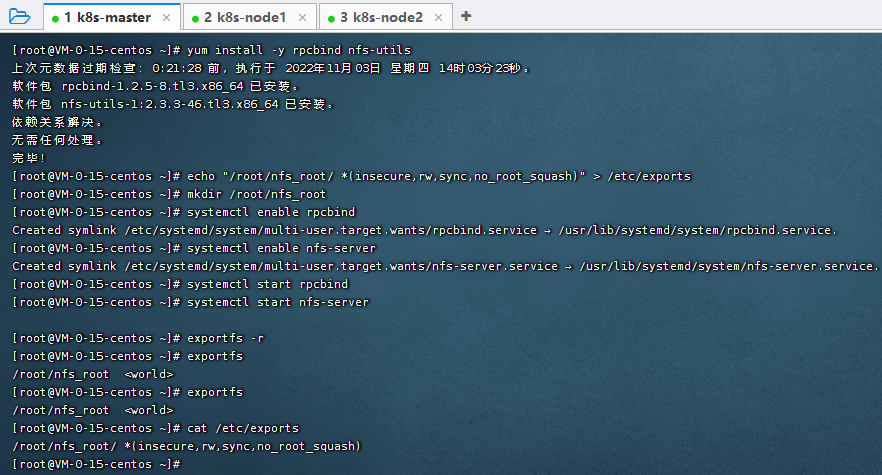 1 k8s-master × 2 k8s-node1 × 3 k8s-node2 × +
[root@VM-0-15-centos ~]# yum install -y rpcbind nfs-utils
上次元数据过期检查：0:21:28 前，执行于 2022年11月03日 星期四 14时03分23秒。
软件包 rpcbind-1.2.5-8.tl3.x86_64 已安装。
软件包 nfs-utils-1:2.3.3-46.tl3.x86_64 已安装。
依赖关系解决。
无需任何处理。
完毕！
[root@VM-0-15-centos ~]# echo "/root/nfs_root/ *(insecure,rw,sync,no_root_squash)" > /etc/exports
[root@VM-0-15-centos ~]# mkdir /root/nfs_root
[root@VM-0-15-centos ~]# systemctl enable rpcbind
Created symlink /etc/systemd/system/multi-user.target.wants/rpcbind.service → /usr/lib/systemd/system/rpcbind.service.
[root@VM-0-15-centos ~]# systemctl enable nfs-server
Created symlink /etc/systemd/system/multi-user.target.wants/nfs-server.service → /usr/lib/systemd/system/nfs-server.service.
[root@VM-0-15-centos ~]# systemctl start rpcbind
[root@VM-0-15-centos ~]# systemctl start nfs-server
[root@VM-0-15-centos ~]# exportfs -r
[root@VM-0-15-centos ~]# exportfs
/root/nfs_root  <world>
[root@VM-0-15-centos ~]# exportfs
/root/nfs_root  <world>
[root@VM-0-15-centos ~]# cat /etc/exports
/root/nfs_root/ *(insecure,rw,sync,no_root_squash)
[root@VM-0-15-centos ~]#